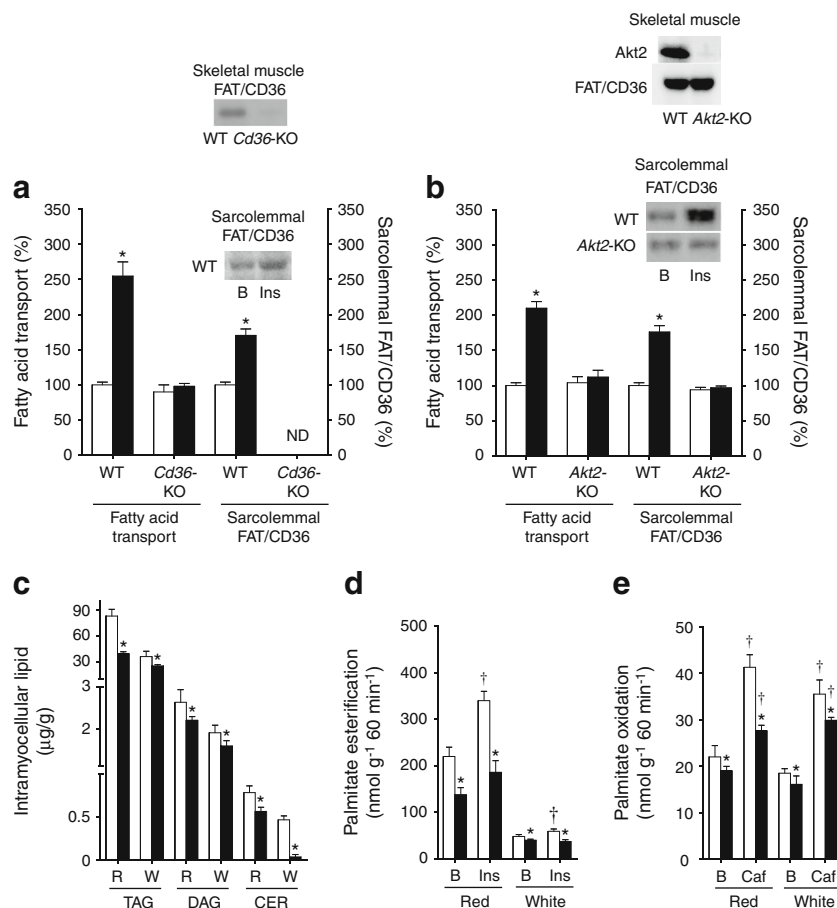 Skeletal muscle
FAT/CD36
WT Cd36-KO
Skeletal muscle
Akt2
FAT/CD36
WT Akt2-KO
a
Fatty acid transport (%)
350
300
250
200
150
100
50
0
*
Sarcolemmal
FAT/CD36
WT
B Ins
*
ND
350
300
250
200
150
100
50
0
Sarcolemmal FAT/CD36
(%)
WT Cd36-
KO
WT Cd36-
KO
Fatty acid
transport
Sarcolemmal
FAT/CD36
b
Fatty acid transport (%)
350
300
250
200
150
100
50
0
*
Sarcolemmal
FAT/CD36
WT
Akt2-KO
B Ins
*
350
300
250
200
150
100
50
0
Sarcolemmal FAT/CD36
(%)
WT Akt2-
KO
WT Akt2-
KO
Fatty acid
transport
Sarcolemmal
FAT/CD36
c
Intramyocellular lipid
(µg/g)
90
60
30
3
2
0.5
0
* * * * * *
R W R W R W
TAG DAG CER
d
Palmitate esterification
(nmol g-1 60 min-1)
500
400
300
200
100
0
* † * * † *
B Ins B Ins
Red White
e
Palmitate oxidation
(nmol g-1 60 min-1)
50
40
30
20
10
0
* † † * * † † *
B Caf B Caf
Red White